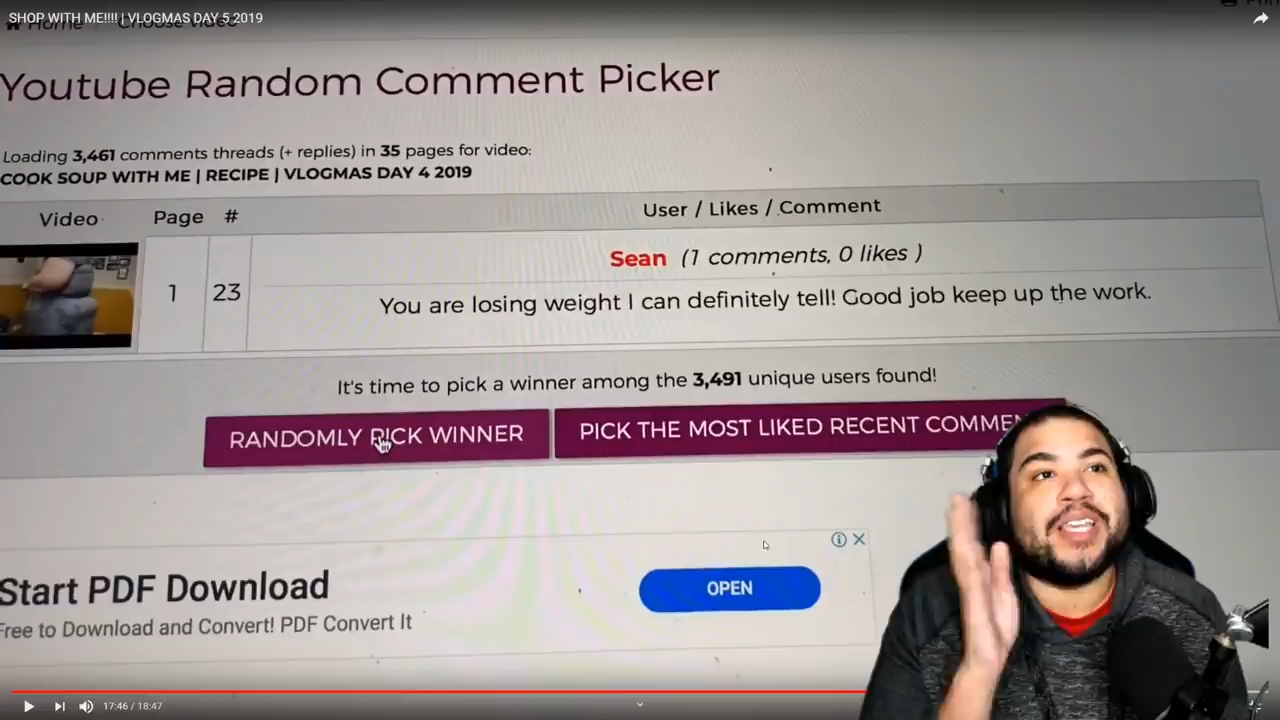 SHOP WITH ME!!!! | VLOGMAS DAY 5 2019
Home Choose video
Youtube Random Comment Picker
Loading 3,461 comments threads (+ replies) in 35 pages for video:
COOK SOUP WITH ME | RECIPE | VLOGMAS DAY 4 2019
Video Page # User / Likes / Comment
Sean (1 comments, 0 likes )
1 23
You are losing weight I can definitely tell! Good job keep up the work.
It's time to pick a winner among the 3,491 unique users found!
RANDOMLY PICK WINNER PICK THE MOST LIKED RECENT COMMEN
Start PDF Download
OPEN
Free to Download and Convert! PDF Convert It
17:46 / 18:47